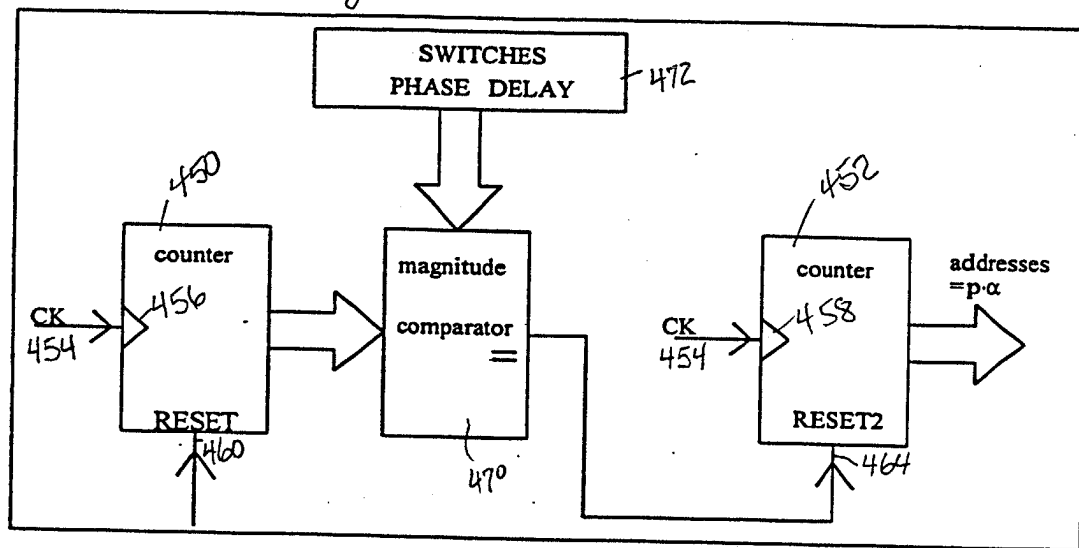 SWITCHES
PHASE DELAY
472
450
452
counter
magnitude
comparator
=
counter
addresses
=p·α
CK
454
456
CK
454
458
RESET
460
470
RESET2
464